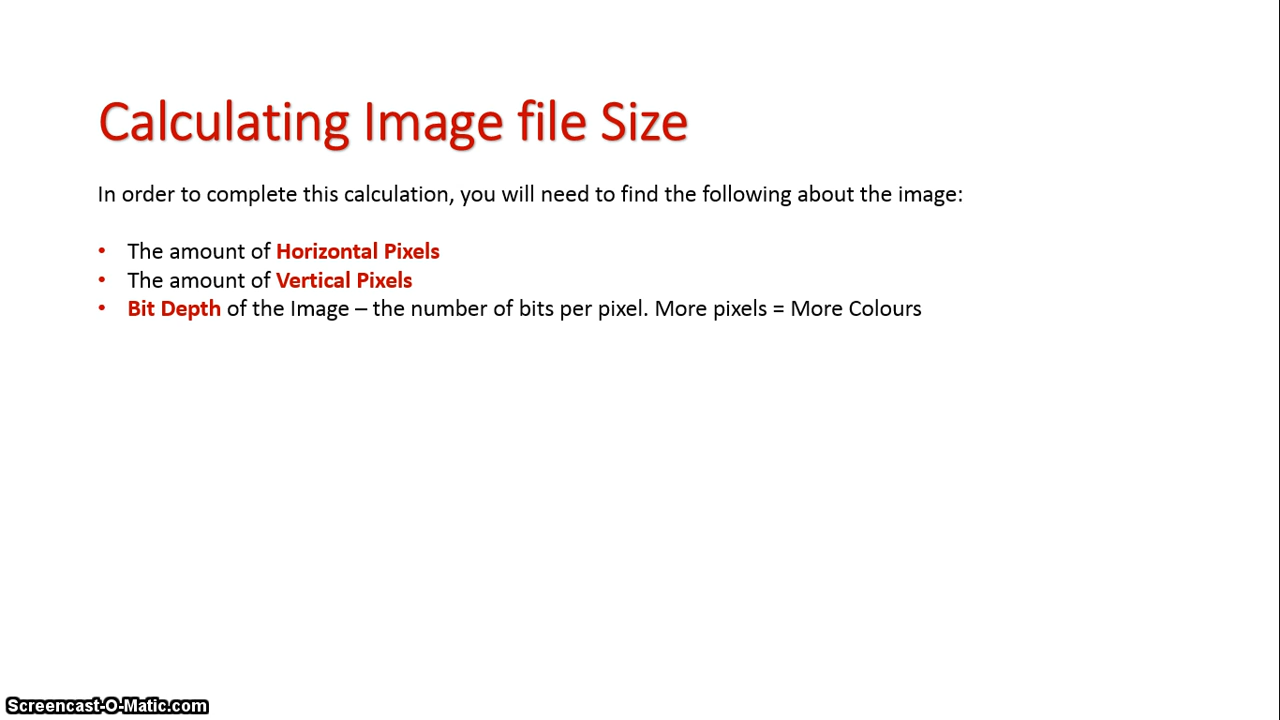 Calculating Image file Size
In order to complete this calculation, you will need to find the following about the image:
• The amount of Horizontal Pixels
• The amount of Vertical Pixels
• Bit Depth of the Image – the number of bits per pixel. More pixels = More Colours
Screencast-O-Matic.com